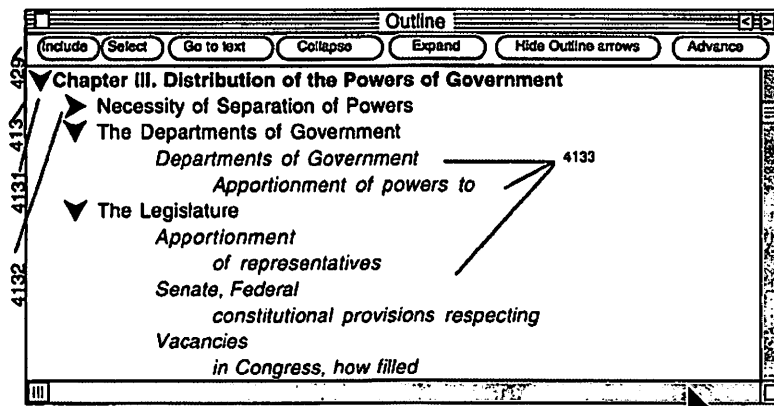 Outline
Include Select Go to text Collapse Expand Hide Outline arrows Advance
429
Chapter III. Distribution of the Powers of Government
Necessity of Separation of Powers
413
The Departments of Government
Departments of Government
4133
Apportionment of powers to
4131
The Legislature
Apportionment
of representatives
4132
Senate, Federal
constitutional provisions respecting
Vacancies
in Congress, how filled